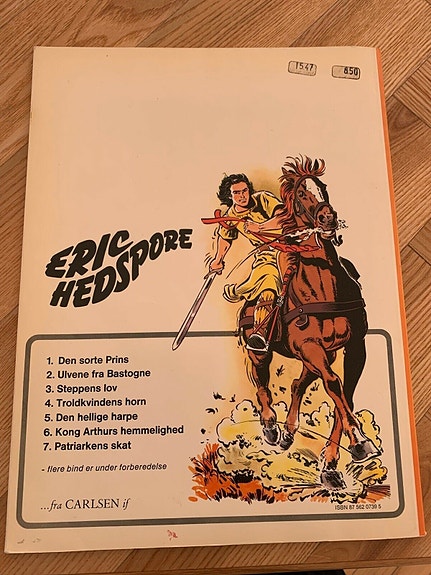 1547 850
ERIC
HEDSPORE
1. Den sorte Prins
2. Ulvene fra Bastogne
3. Steppens lov
4. Troldkvindens horn
5. Den hellige harpe
6. Kong Arthurs hemmelighed
7. Patriarkens skat
- flere bind er under forberedelse
...fra CARLSEN if
ISBN 87 562 0739 5